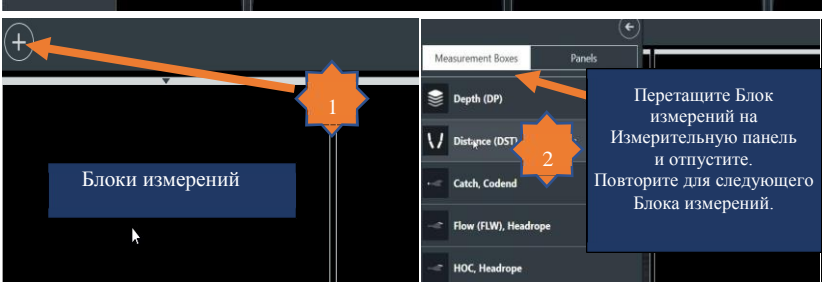 1
Блоки измерений
Measurement Boxes
Panels
Depth (DP)
Distance (DST)
2
Catch, Codend
Flow (FLW), Headrope
HOC, Headrope
Перетащите Блок
измерений на
Измерительную панель
и отпустите.
Повторите для следующего
Блока измерений.